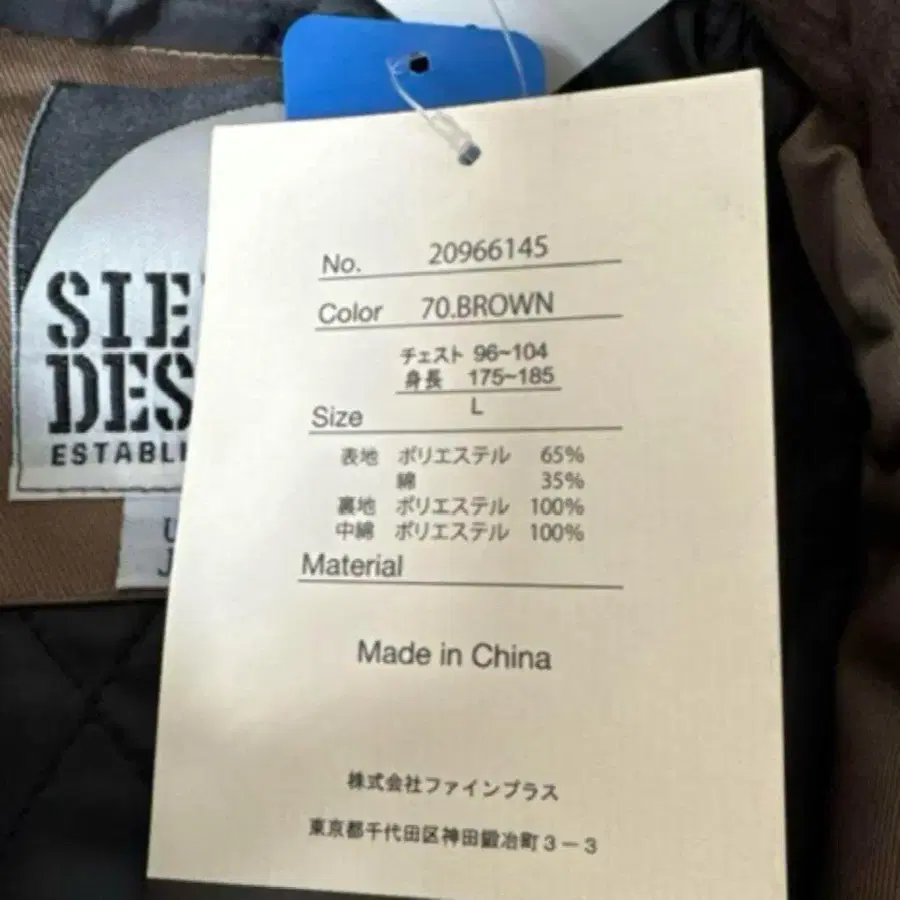 SIE
DES
ESTABLI
No. 20966145
Color 70.BROWN
チェスト 96~104
身長 175~185
L
Size
表地 ポリエステル 65%
綿 35%
裏地 ポリエステル 100%
中綿 ポリエステル 100%
Material
Made in China
株式会社ファインプラス
東京都千代田区神田鍛冶町3-3